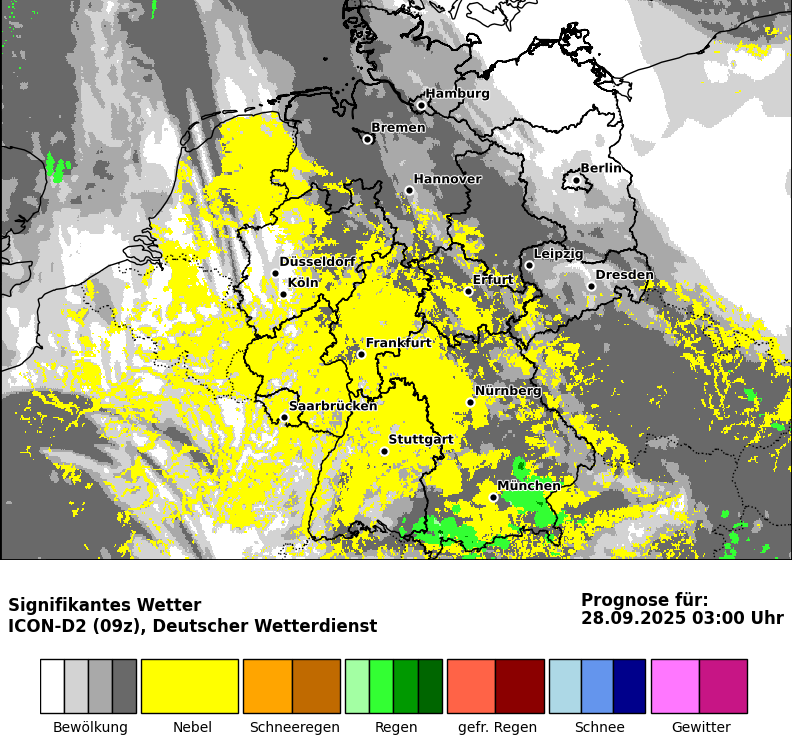 Hamburg
Bremen
Berlin
Hannover
Leipzig
Düsseldorf
Dresden
Köln
Erfurt
Frankfurt
Nürnberg
Saarbrücken
Stuttgart
München
Signifikantes Wetter
ICON-D2 (09z), Deutscher Wetterdienst
Prognose für:
28.09.2025 03:00 Uhr
Bewölkung Nebel Schneeregen Regen gefr. Regen Schnee Gewitter